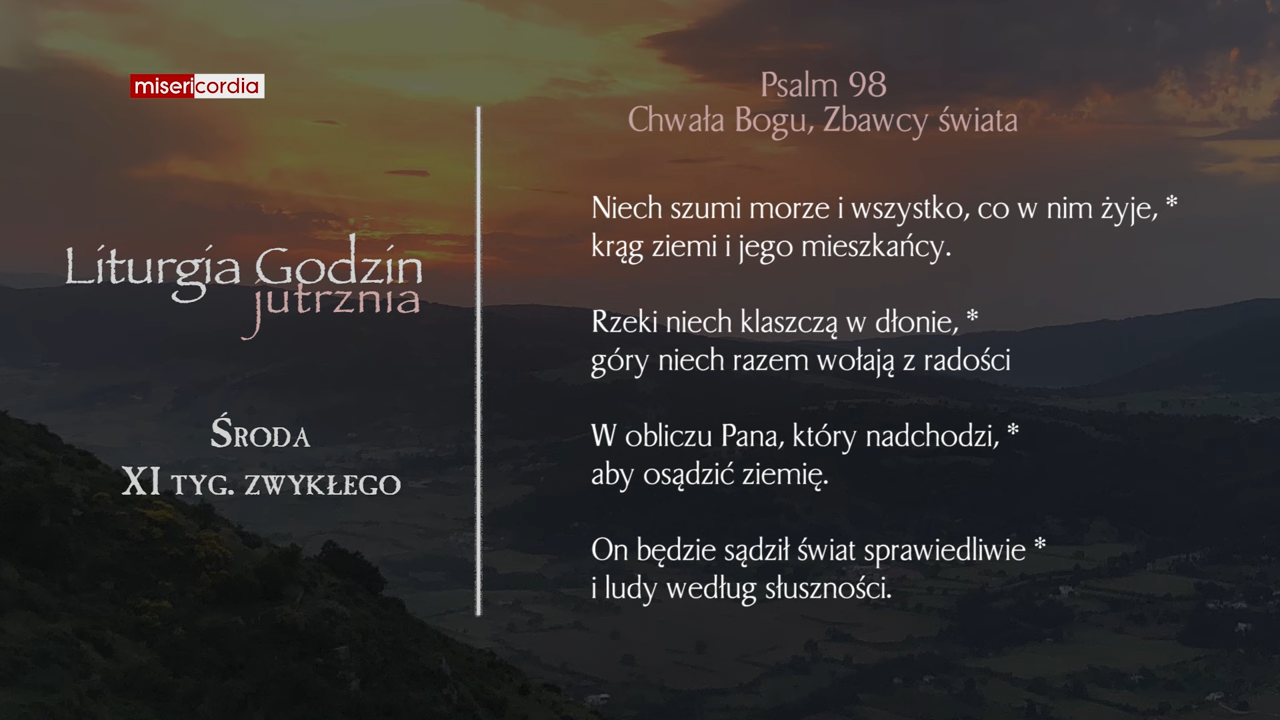 misericordia
Liturgia Godzin
jutrznia
Środa
XI tyg. zwykłego
Psalm 98
Chwała Bogu, Zbawcy świata
Niech szumi morze i wszystko, co w nim żyje, *
krąg ziemi i jego mieszkańcy.
Rzeki niech klaszczą w dłonie, *
góry niech razem wołają z radości
W obliczu Pana, który nadchodzi, *
aby osądzić ziemię.
On będzie sądził świat sprawiedliwie *
i ludy według słuszności.